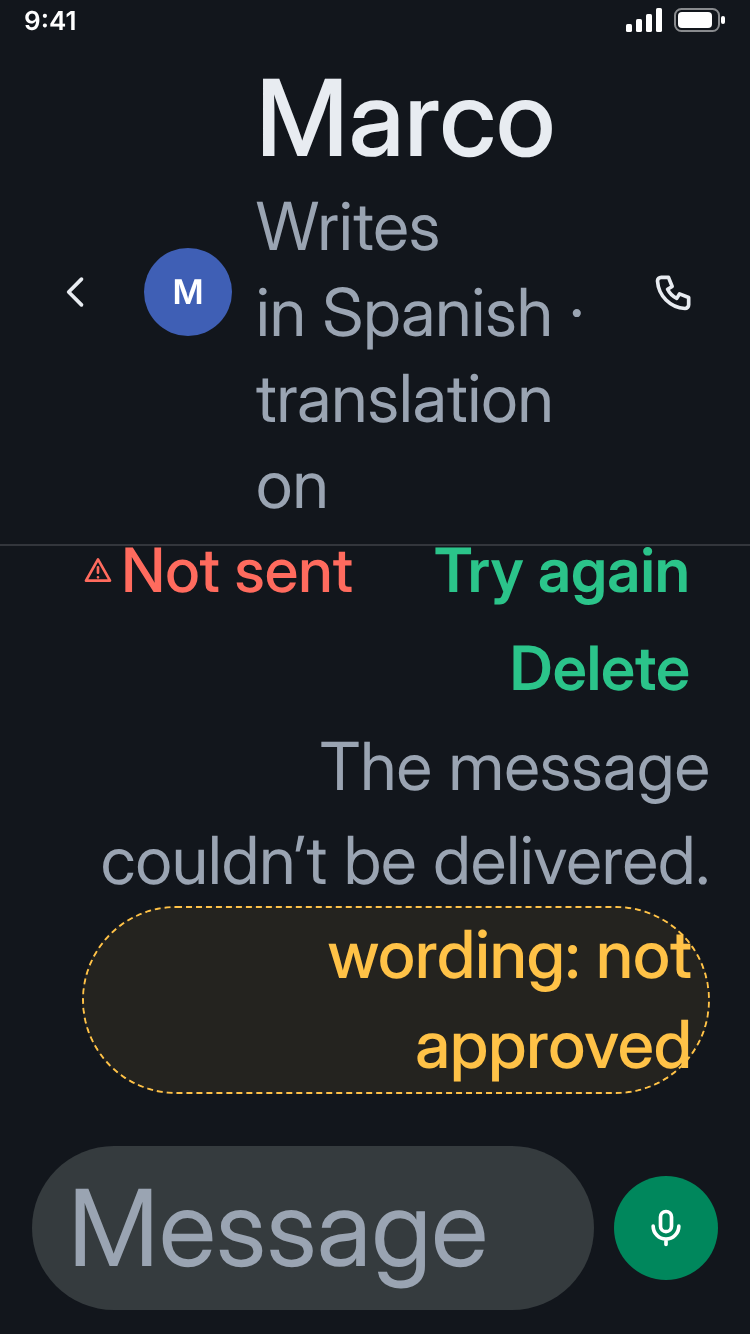 9:41
Marco
Writes
in Spanish ·
translation
on
M
Not sent
Try again
Delete
The message
couldn’t be delivered.
wording: not
approved
Message